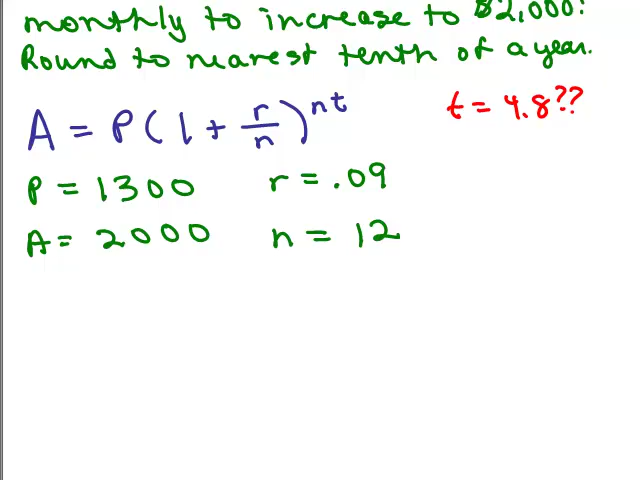 monthly to increase to $2,000?
Round to nearest tenth of a year.
A = P(1 + r/n)^nt
t = 4.8??
P = 1300 r = .09
A = 2000 n = 12